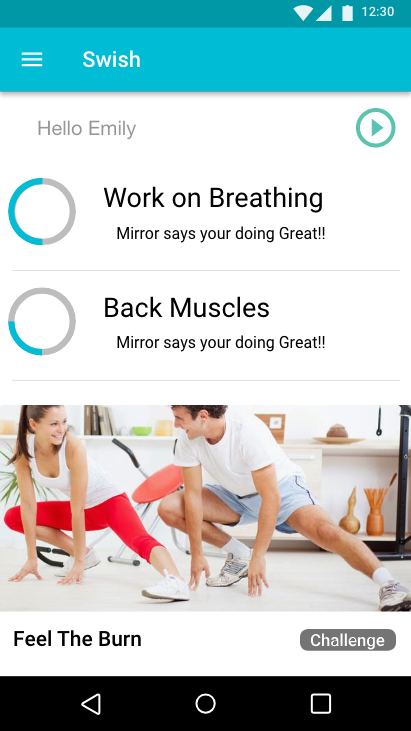 12:30
Swish
Hello Emily
Work on Breathing
Mirror says your doing Great!!
Back Muscles
Mirror says your doing Great!!
Feel The Burn
Challenge